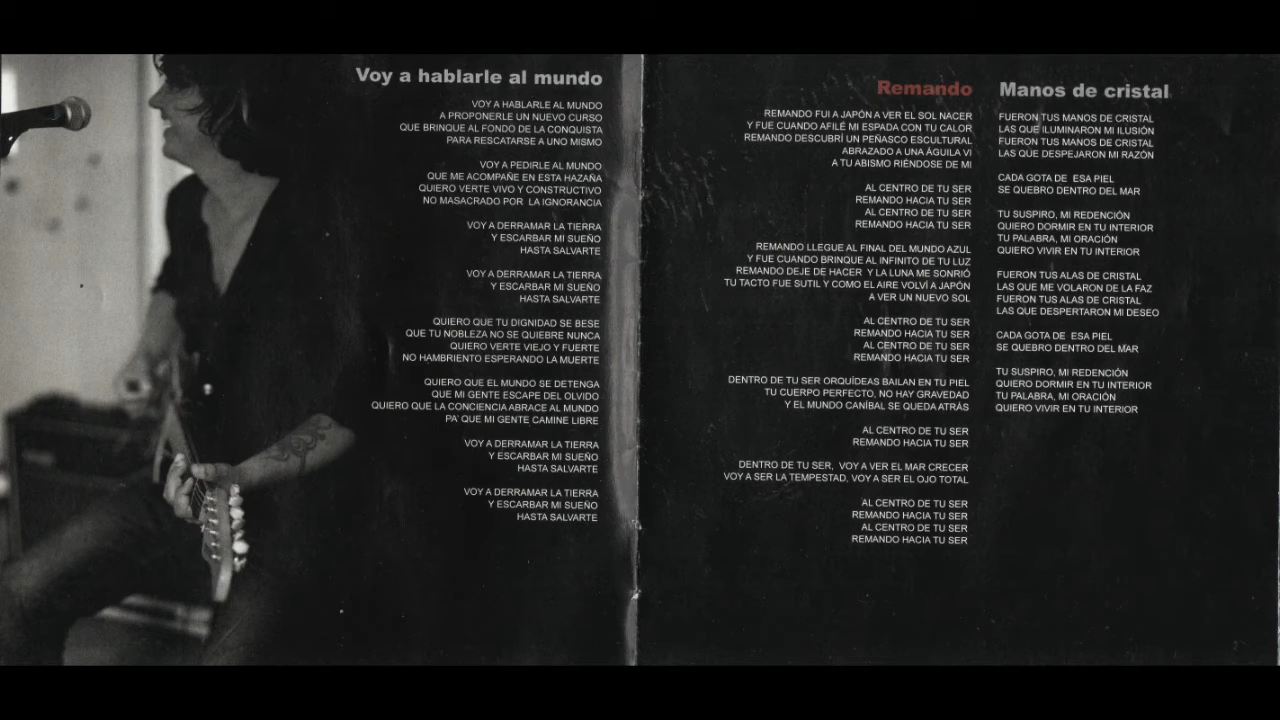 Voy a hablarle al mundo
VOY A HABLARLE AL MUNDO
A PROPONERLE UN NUEVO CURSO
QUE BRINQUE AL FONDO DE LA CONQUISTA
PARA RESCATARSE A UNO MISMO
VOY A PEDIRLE AL MUNDO
QUE ME ACOMPAÑE EN ESTA HAZAÑA
QUIERO VERTE VIVO Y CONSTRUCTIVO
NO MASACRADO POR LA IGNORANCIA
VOY A DERRAMAR LA TIERRA
Y ESCARBAR MI SUEÑO
HASTA SALVARTE
VOY A DERRAMAR LA TIERRA
Y ESCARBAR MI SUEÑO
HASTA SALVARTE
QUIERO QUE TU DIGNIDAD SE BESE
QUE TU NOBLEZA NO SE QUIEBRE NUNCA
QUIERO VERTE VIEJO Y FUERTE
NO HAMBRIENTO ESPERANDO LA MUERTE
QUIERO QUE EL MUNDO SE DETENGA
QUE MI GENTE ESCAPE DEL OLVIDO
QUIERO QUE LA CONCIENCIA ABRACE AL MUNDO
PA' QUE MI GENTE CAMINE LIBRE
VOY A DERRAMAR LA TIERRA
Y ESCARBAR MI SUEÑO
HASTA SALVARTE
VOY A DERRAMAR LA TIERRA
Y ESCARBAR MI SUEÑO
HASTA SALVARTE
Remando
REMANDO FUI A JAPÓN A VER EL SOL NACER
Y FUE CUANDO AFILÉ MI ESPADA CON TU CALOR
REMANDO DESCUBRÍ UN PEÑASCO ESCULTURAL
ABRAZADO A UNA ÁGUILA VI
A TU ABISMO RIÉNDOSE DE MI
AL CENTRO DE TU SER
REMANDO HACIA TU SER
AL CENTRO DE TU SER
REMANDO HACIA TU SER
REMANDO LLEGUE AL FINAL DEL MUNDO AZUL
Y FUE CUANDO BRINQUE AL INFINITO DE TU LUZ
REMANDO DEJE DE HACER Y LA LUNA ME SONRIÓ
TU TACTO FUE SUTIL Y COMO EL AIRE VOLVÍ A JAPÓN
A VER UN NUEVO SOL
AL CENTRO DE TU SER
REMANDO HACIA TU SER
AL CENTRO DE TU SER
REMANDO HACIA TU SER
DENTRO DE TU SER ORQUÍDEAS BAILAN EN TU PIEL
TU CUERPO PERFECTO, NO HAY GRAVEDAD
Y EL MUNDO CANÍBAL SE QUEDA ATRÁS
AL CENTRO DE TU SER
REMANDO HACIA TU SER
DENTRO DE TU SER, VOY A VER EL MAR CRECER
VOY A SER LA TEMPESTAD, VOY A SER EL OJO TOTAL
AL CENTRO DE TU SER
REMANDO HACIA TU SER
AL CENTRO DE TU SER
REMANDO HACIA TU SER
Manos de cristal
FUERON TUS MANOS DE CRISTAL
LAS QUE ILUMINARON MI ILUSIÓN
FUERON TUS MANOS DE CRISTAL
LAS QUE DESPEJARON MI RAZÓN
CADA GOTA DE ESA PIEL
SE QUEBRO DENTRO DEL MAR
TU SUSPIRO, MI REDENCIÓN
QUIERO DORMIR EN TU INTERIOR
TU PALABRA, MI ORACIÓN
QUIERO VIVIR EN TU INTERIOR
FUERON TUS ALAS DE CRISTAL
LAS QUE ME VOLARON DE LA FAZ
FUERON TUS ALAS DE CRISTAL
LAS QUE DESPERTARON MI DESEO
CADA GOTA DE ESA PIEL
SE QUEBRO DENTRO DEL MAR
TU SUSPIRO, MI REDENCIÓN
QUIERO DORMIR EN TU INTERIOR
TU PALABRA, MI ORACIÓN
QUIERO VIVIR EN TU INTERIOR